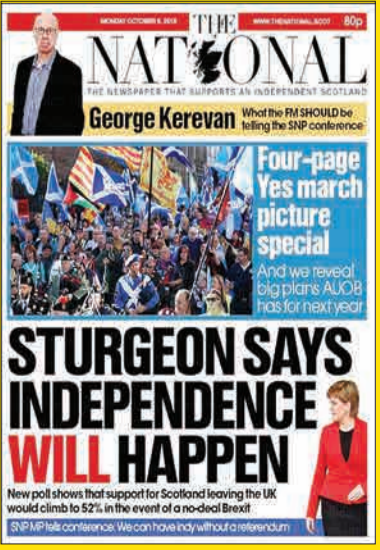 MONDAY OCTOBER 8, 2018
THE
WWW.THENATIONAL.SCOT
80p
NATIONAL
THE NEWSPAPER THAT SUPPORTS AN INDEPENDENT SCOTLAND
George Kerevan
What the FM SHOULD be
telling the SNP conference
Four-page
Yes march
picture
special
And we reveal
big plans AUOB
has for next year
STURGEON SAYS
INDEPENDENCE
WILL HAPPEN
New poll shows that support for Scotland leaving the UK
would climb to 52% in the event of a no-deal Brexit
SNP MP tells conference: We can have indy without a referendum